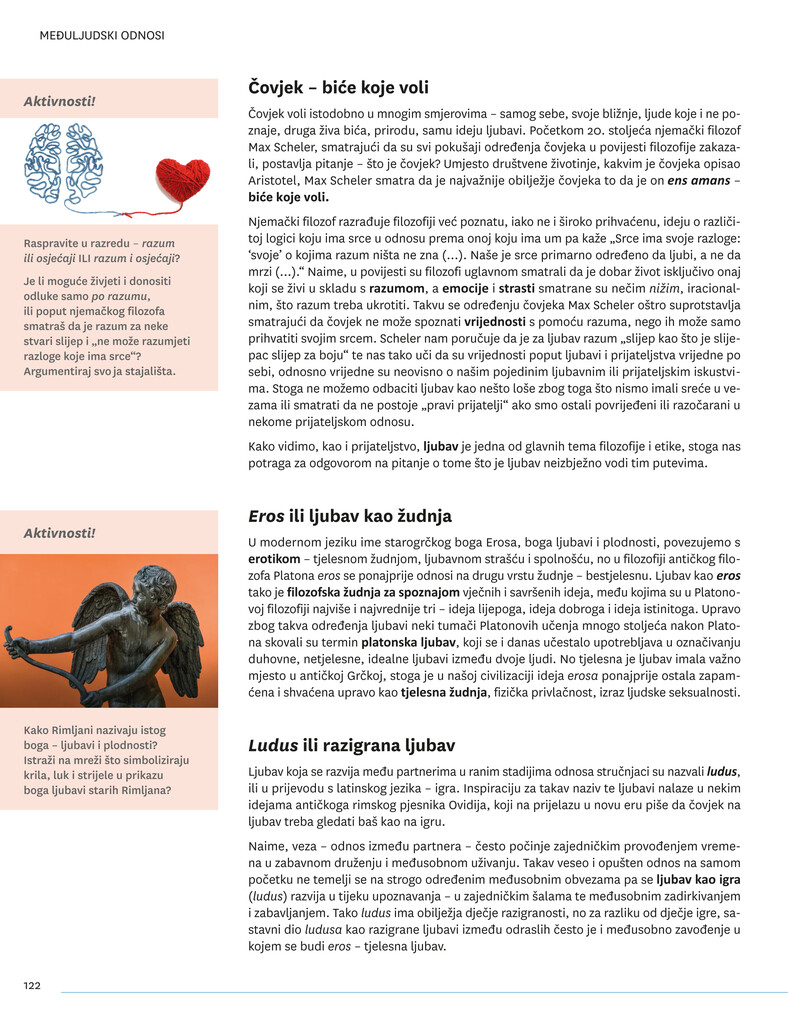 MEĐULJUDSKI ODNOSI
Aktivnosti!
Raspravite u razredu – razum
ili osjećaji ILI razum i osjećaji?
Je li moguće živjeti i donositi
odluke samo po razumu,
ili poput njemačkog filozofa
smatraš da je razum za neke
stvari slijep i „ne može razumjeti
razloge koje ima srce“?
Argumentiraj svoja stajališta.
Čovjek – biće koje voli
Čovjek voli istodobno u mnogim smjerovima – samog sebe, svoje bližnje, ljude koje i ne po-
znaje, druga živa bića, prirodu, samu ideju ljubavi. Početkom 20. stoljeća njemački filozof
Max Scheler, smatrajući da su svi pokušaji određenja čovjeka u povijesti filozofije zakaza-
li, postavlja pitanje – što je čovjek? Umjesto društvene životinje, kakvim je čovjeka opisao
Aristotel, Max Scheler smatra da je najvažnije obilježje čovjeka to da je on ens amans –
biće koje voli.
Njemački filozof razrađuje filozofiji već poznatu, iako ne i široko prihvaćenu, ideju o različi-
toj logici koju ima srce u odnosu prema onoj koju ima um pa kaže „Srce ima svoje razloge:
‘svoje’ o kojima razum ništa ne zna (...). Naše je srce primarno određeno da ljubi, a ne da
mrzi (...).“ Naime, u povijesti su filozofi uglavnom smatrali da je dobar život isključivo onaj
koji se živi u skladu s razumom, a emocije i strasti smatrane su nečim nižim, iracional-
nim, što razum treba ukrotiti. Takvu se određenju čovjeka Max Scheler oštro suprotstavlja
smatrajući da čovjek ne može spoznati vrijednosti s pomoću razuma, nego ih može samo
prihvatiti svojim srcem. Scheler nam poručuje da je za ljubav razum „slijep kao što je slije-
pac slijep za boju“ te nas tako uči da su vrijednosti poput ljubavi i prijateljstva vrijedne po
sebi, odnosno vrijedne su neovisno o našim pojedinim ljubavnim ili prijateljskim iskustvi-
ma. Stoga ne možemo odbaciti ljubav kao nešto loše zbog toga što nismo imali sreće u ve-
zama ili smatrati da ne postoje „pravi prijatelji“ ako smo ostali povrijeđeni ili razočarani u
nekome prijateljskom odnosu.
Kako vidimo, kao i prijateljstvo, ljubav je jedna od glavnih tema filozofije i etike, stoga nas
potraga za odgovorom na pitanje o tome što je ljubav neizbježno vodi tim putevima.
Aktivnosti!
Kako Rimljani nazivaju istog
boga – ljubavi i plodnosti?
Istraži na mreži što simboliziraju
krila, luk i strijele u prikazu
boga ljubavi starih Rimljana?
Eros ili ljubav kao žudnja
U modernom jeziku ime starogrčkog boga Erosa, boga ljubavi i plodnosti, povezujemo s
erotikom – tjelesnom žudnjom, ljubavnom strašću i spolnošću, no u filozofiji antičkog filo-
zofa Platona eros se ponajprije odnosi na drugu vrstu žudnje – bestjelesnu. Ljubav kao eros
tako je filozofska žudnja za spoznajom vječnih i savršenih ideja, među kojima su u Platono-
voj filozofiji najviše i najvrednije tri – ideja lijepoga, ideja dobroga i ideja istinitoga. Upravo
zbog takva određenja ljubavi neki tumači Platonovih učenja mnogo stoljeća nakon Plato-
na skovali su termin platonska ljubav, koji se i danas učestalo upotrebljava u označivanju
duhovne, netjelesne, idealne ljubavi između dvoje ljudi. No tjelesna je ljubav imala važno
mjesto u antičkoj Grčkoj, stoga je u našoj civilizaciji ideja erosa ponajprije ostala zapam-
ćena i shvaćena upravo kao tjelesna žudnja, fizička privlačnost, izraz ljudske seksualnosti.
Ludus ili razigrana ljubav
Ljubav koja se razvija među partnerima u ranim stadijima odnosa stručnjaci su nazvali ludus,
ili u prijevodu s latinskog jezika – igra. Inspiraciju za takav naziv te ljubavi nalaze u nekim
idejama antičkoga rimskog pjesnika Ovidija, koji na prijelazu u novu eru piše da čovjek na
ljubav treba gledati baš kao na igru.
Naime, veza – odnos između partnera – često počinje zajedničkim provođenjem vreme-
na u zabavnom druženju i međusobnom uživanju. Takav veseo i opušten odnos na samom
početku ne temelji se na strogo određenim međusobnim obvezama pa se ljubav kao igra
(ludus) razvija u tijeku upoznavanja – u zajedničkim šalama te međusobnim zadirkivanjem
i zabavljanjem. Tako ludus ima obilježja dječje razigranosti, no za razliku od dječje igre, sa-
stavni dio ludusa kao razigrane ljubavi između odraslih često je i međusobno zavođenje u
kojem se budi eros – tjelesna ljubav.
122